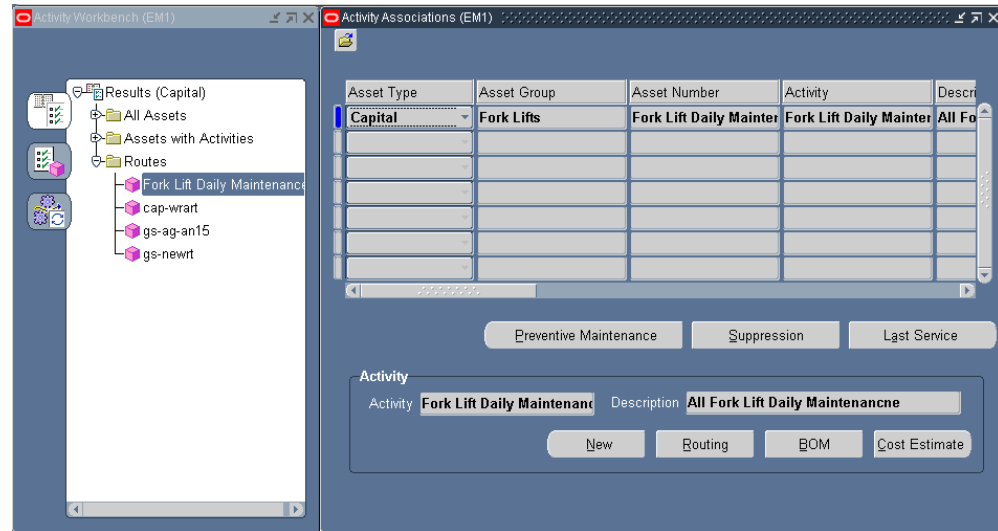 Activity Workbench (EM1)
Results (Capital)
All Assets
Assets with Activities
Routes
Fork Lift Daily Maintenance
cap-wrart
gs-ag-an15
gs-newrt
Activity Associations (EM1)
Asset Type Asset Group Asset Number Activity Descri
Capital Fork Lifts Fork Lift Daily Mainter Fork Lift Daily Mainter All Fo
Preventive Maintenance Suppression Last Service
Activity
Activity Fork Lift Daily Maintenanc Description All Fork Lift Daily Maintenancne
New Routing BOM Cost Estimate